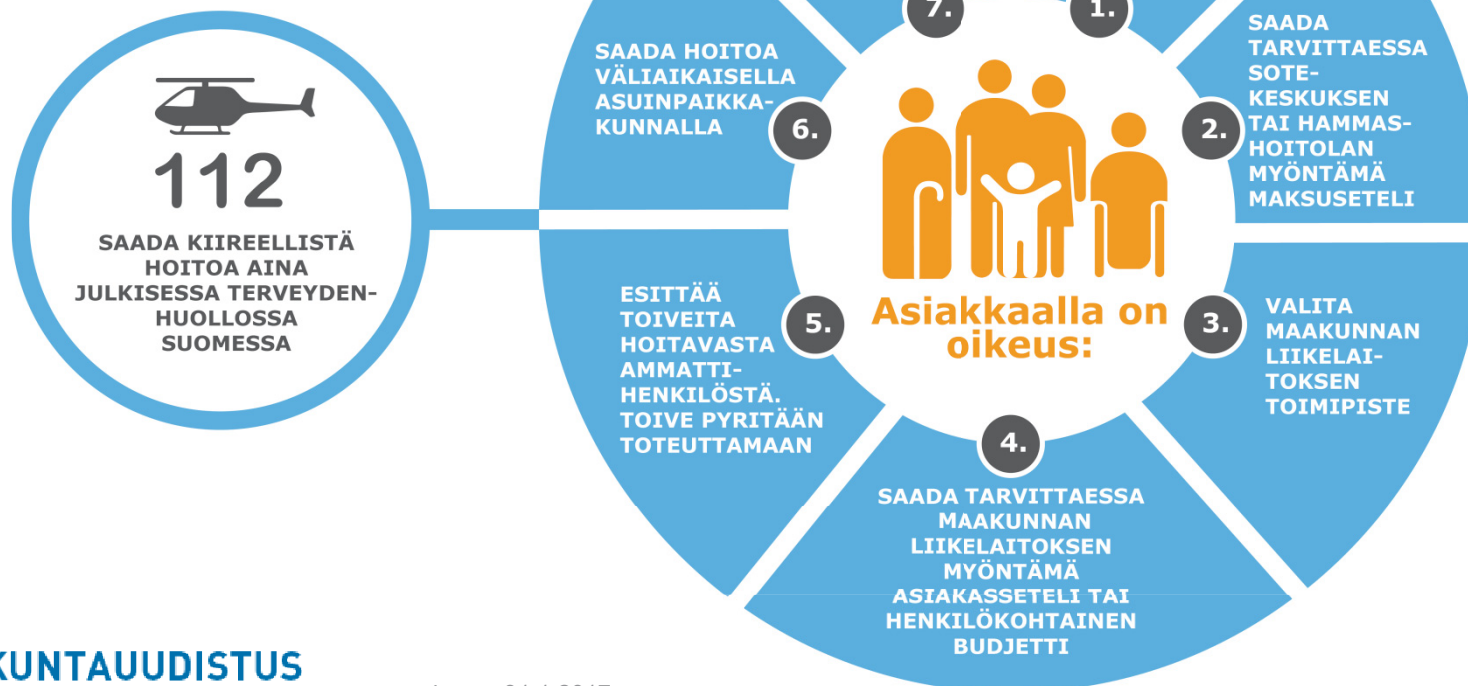 112
SAADA KIIREELLISTÄ
HOITOA AINA
JULKISESSA TERVEYDEN-
HUOLLOSSA
SUOMESSA
7.
1.
SAADA
TARVITTAESSA
SOTE-
KESKUKSEN
TAI HAMMAS-
HOITOLAN
MYÖNTÄMÄ
MAKSUSETELI
2.
VALITA
MAAKUNNAN
LIIKELAI-
TOKSEN
TOIMIPISTE
3.
4.
SAADA TARVITTAESSA
MAAKUNNAN
LIIKELAITOKSEN
MYÖNTÄMÄ
ASIAKASSETELI TAI
HENKILÖKOHTAINEN
BUDJETTI
ESITTÄÄ
TOIVEITA
HOITAVASTA
AMMATTI-
HENKILÖSTÄ.
TOIVE PYRITÄÄN
TOTEUTTAMAAN
5.
SAADA HOITOA
VÄLIAIKAISELLA
ASUINPAIKKA-
KUNNALLA
6.
Asiakkaalla on
oikeus:
KUNTAUUDISTUS